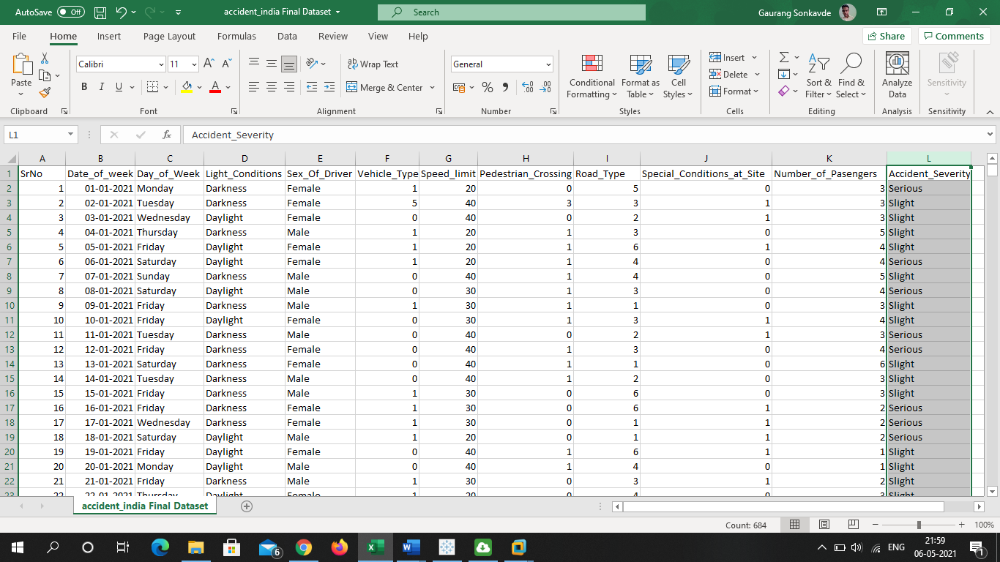 AutoSave Off accident_india Final Dataset Search Gaurang Sonkavde
File Home Insert Page Layout Formulas Data Review View Help Share Comments
Paste Calibri 11 Wrap Text General Conditional Formatting Format as Table Cell Styles Insert Delete Format Sort & Filter Find & Select Analyze Data Sensitivity
B I U Merge & Center % 
Clipboard Font Alignment Number Styles Cells Editing Analysis Sensitivity
L1 fx Accident_Severity
A B C D E F G H I J K L
1 SrNo Date_of_week Day_of_Week Light_Conditions Sex_Of_Driver Vehicle_Type Speed_limit Pedestrian_Crossing Road_Type Special_Conditions_at_Site Number_of_Pasengers Accident_Severity
2 1 01-01-2021 Monday Darkness Female 1 20 0 5 0 3 Serious
3 2 02-01-2021 Tuesday Darkness Female 5 40 3 3 1 3 Slight
4 3 03-01-2021 Wednesday Daylight Female 0 40 0 2 1 3 Slight
5 4 04-01-2021 Thursday Darkness Male 1 20 1 3 0 5 Slight
6 5 05-01-2021 Friday Daylight Female 1 20 1 6 1 4 Slight
7 6 06-01-2021 Saturday Daylight Female 1 20 1 4 0 4 Serious
8 7 07-01-2021 Sunday Darkness Male 0 40 1 4 0 5 Slight
9 8 08-01-2021 Saturday Daylight Male 0 30 1 3 0 4 Serious
10 9 09-01-2021 Friday Darkness Male 1 30 1 1 0 3 Slight
11 10 10-01-2021 Friday Daylight Female 0 30 1 3 1 4 Slight
12 11 11-01-2021 Tuesday Darkness Male 0 40 0 2 1 3 Serious
13 12 12-01-2021 Friday Darkness Female 0 40 1 3 0 4 Serious
14 13 13-01-2021 Saturday Darkness Female 0 40 1 1 0 6 Slight
15 14 14-01-2021 Tuesday Darkness Male 0 40 1 2 0 3 Slight
16 15 15-01-2021 Friday Darkness Male 1 30 0 6 0 3 Slight
17 16 16-01-2021 Friday Darkness Female 1 30 0 6 1 2 Serious
18 17 17-01-2021 Wednesday Darkness Female 1 30 0 1 1 2 Serious
19 18 18-01-2021 Saturday Daylight Male 1 20 0 1 1 2 Serious
20 19 19-01-2021 Friday Daylight Female 0 40 1 6 1 1 Slight
21 20 20-01-2021 Monday Daylight Male 0 40 1 4 0 1 Slight
22 21 21-01-2021 Friday Darkness Male 1 30 0 3 1 2 Slight
23 22 22-01-2021 Thursday Daylight Female 1 20 0 4 0 3 Slight
accident_india Final Dataset
Count: 684 100%
6 ENG 21:59
06-05-2021 1